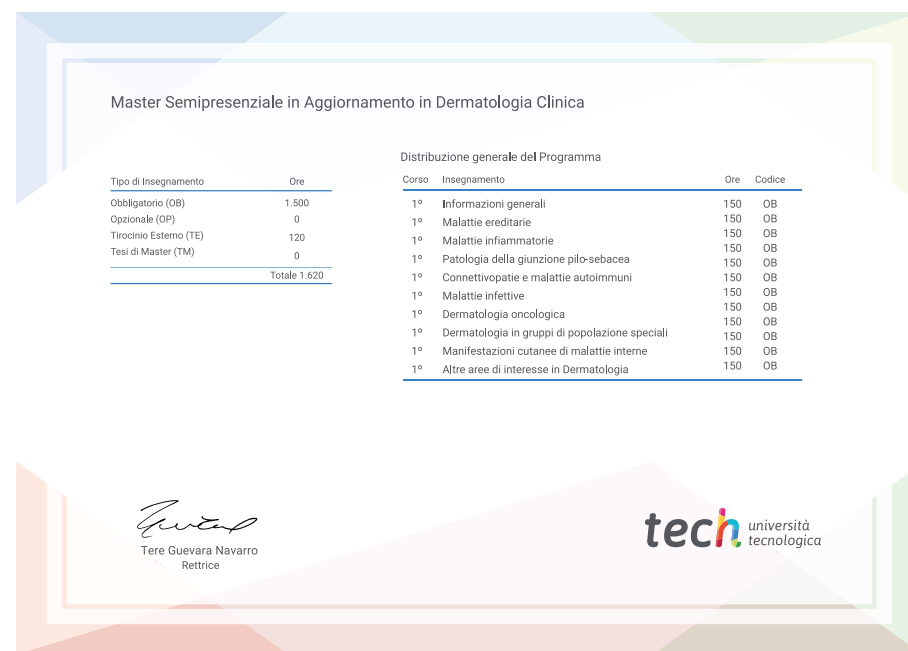 Master Semipresenziale in Aggiornamento in Dermatologia Clinica
Tipo di Insegnamento Ore
Obbligatorio (OB) 1.500
Opzionale (OP) 0
Tirocinio Esterno (TE) 120
Tesi di Master (TM) 0
Totale 1.620
Distribuzione generale del Programma
Corso Insegnamento Ore Codice
1º Informazioni generali 150 OB
1º Malattie ereditarie 150 OB
1º Malattie infiammatorie 150 OB
1º Patologia della giunzione pilo-sebacea 150 OB
1º Connettivopatie e malattie autoimmuni 150 OB
1º Malattie infettive 150 OB
1º Dermatologia oncologica 150 OB
1º Dermatologia in gruppi di popolazione speciali 150 OB
1º Manifestazioni cutanee di malattie interne 150 OB
1º Altre aree di interesse in Dermatologia 150 OB
150 OB
150 OB
Tere Guevara Navarro
Rettrice
tech università
tecnologica